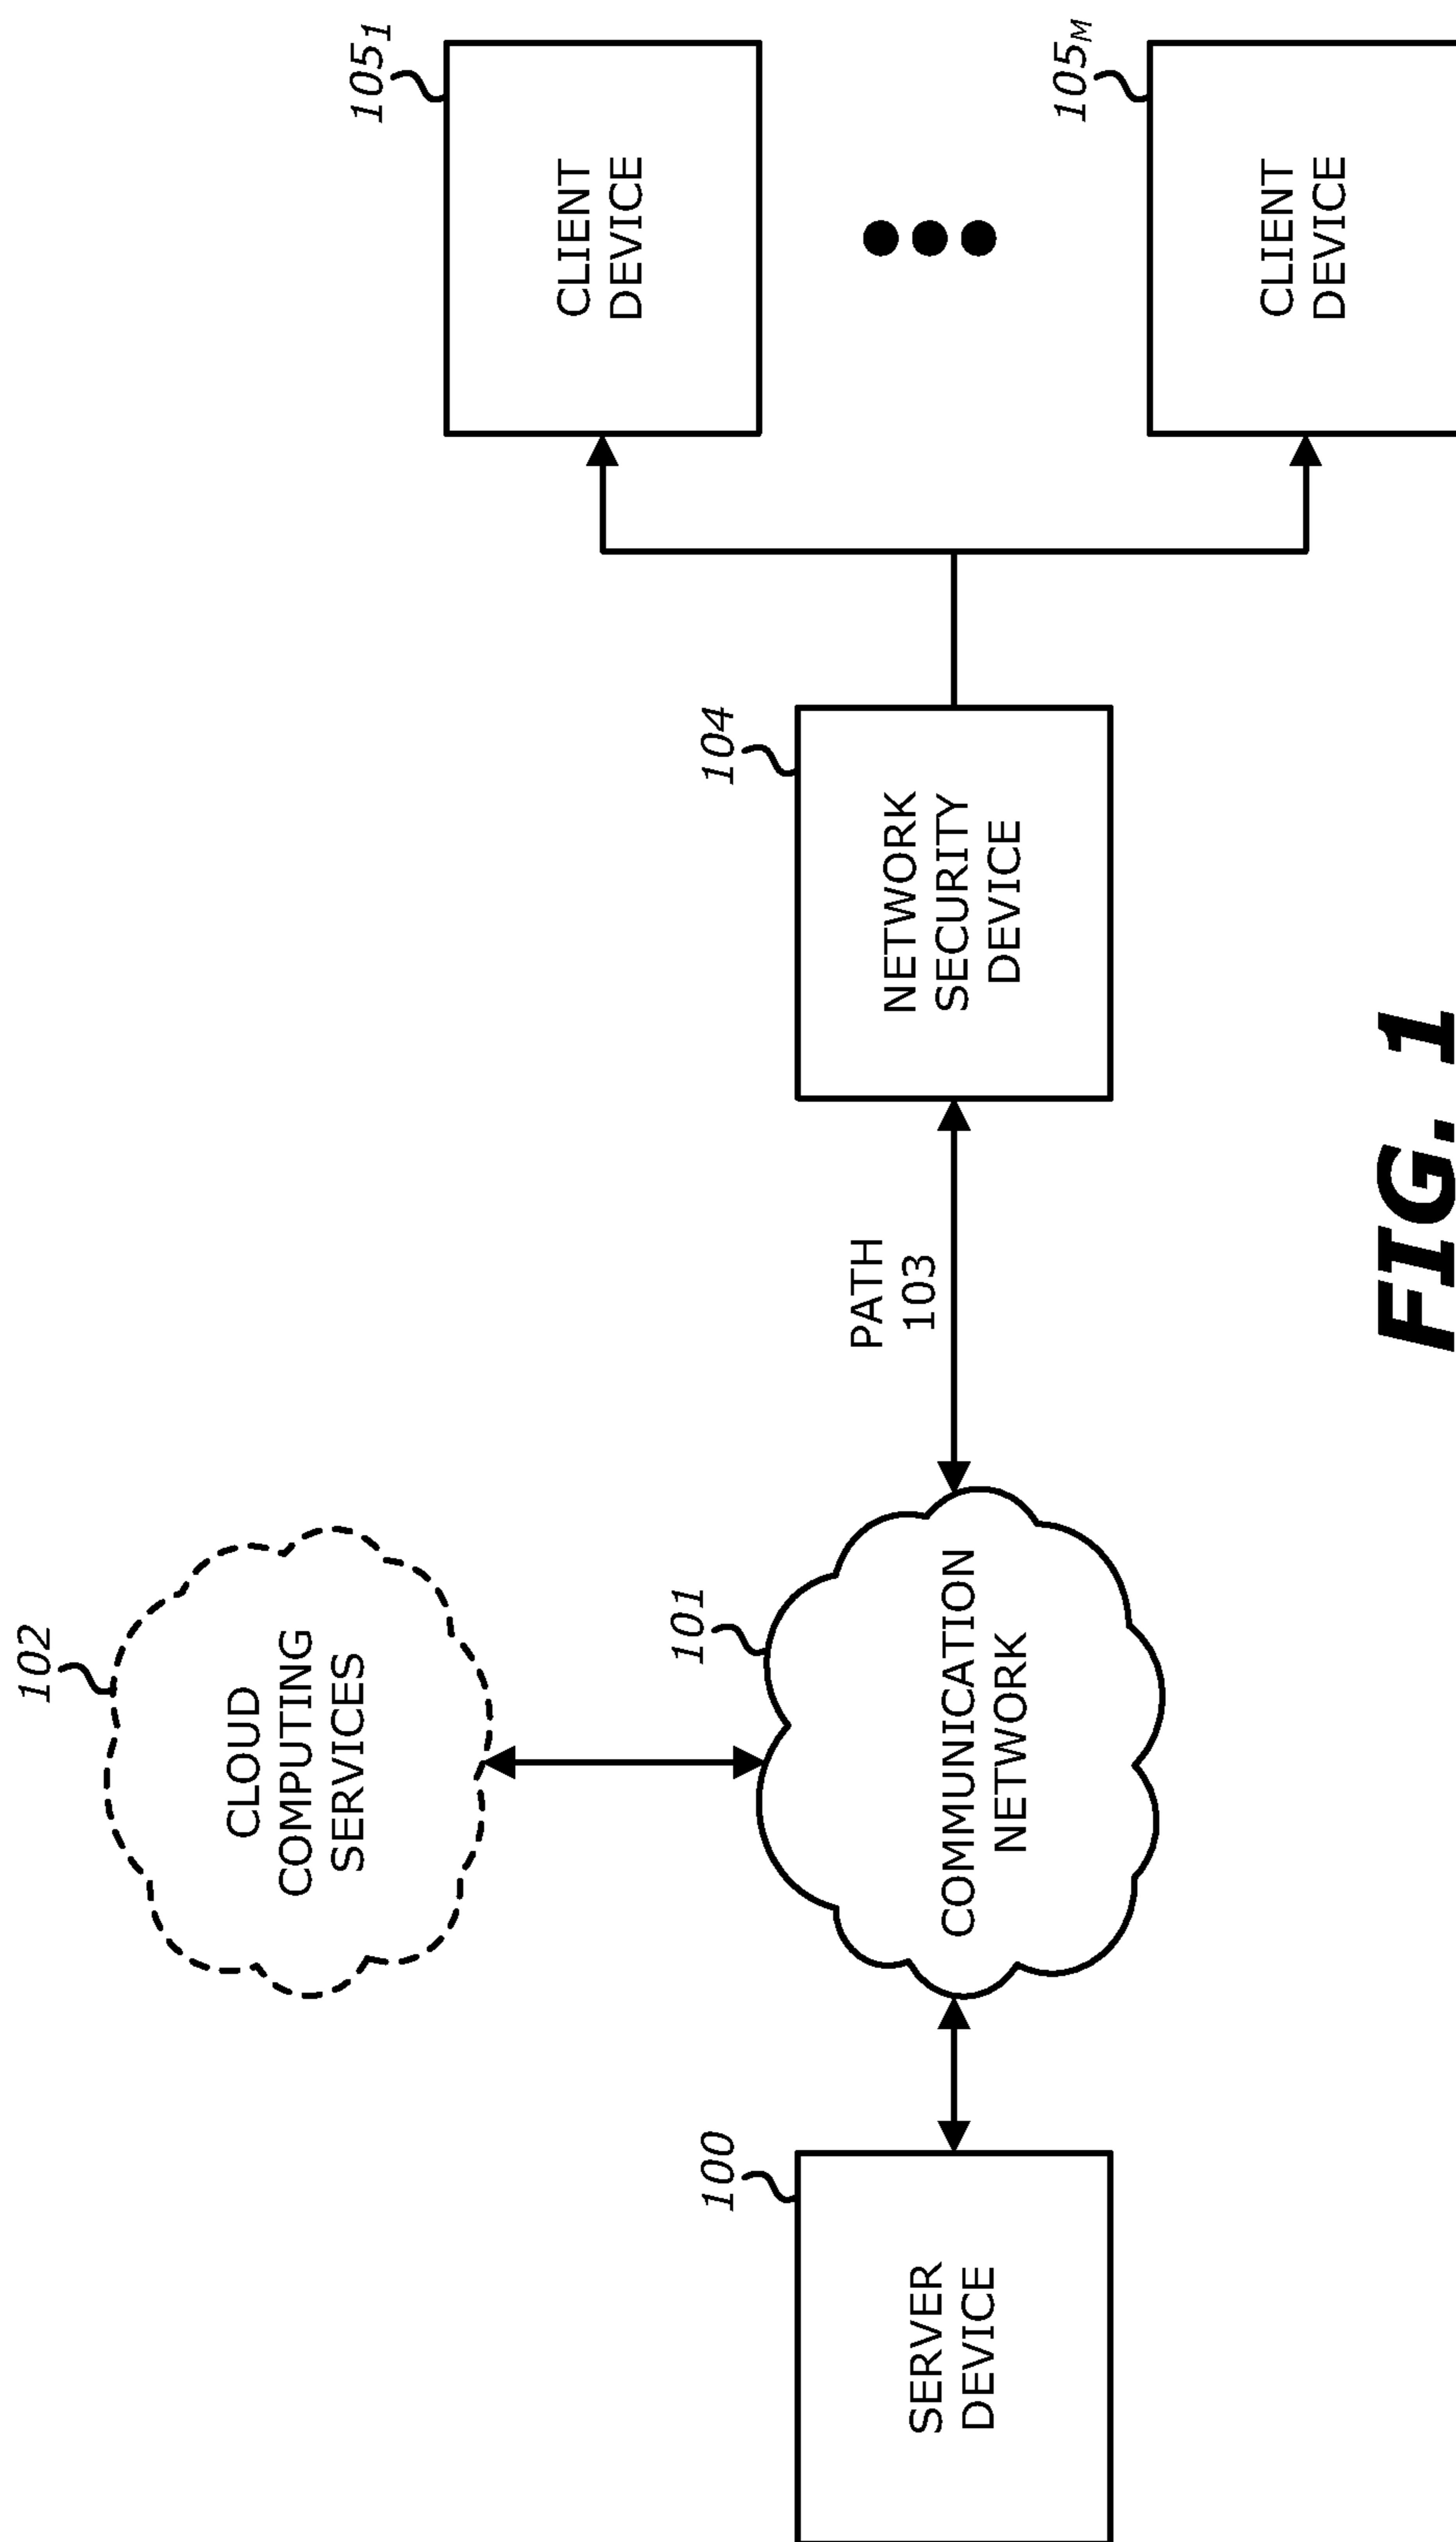 102
CLOUD
COMPUTING
SERVICES
101
COMMUNICATION
NETWORK
100
SERVER
DEVICE
PATH
103
104
NETWORK
SECURITY
DEVICE
105₁
CLIENT
DEVICE
105ₘ
CLIENT
DEVICE
FIG. 1